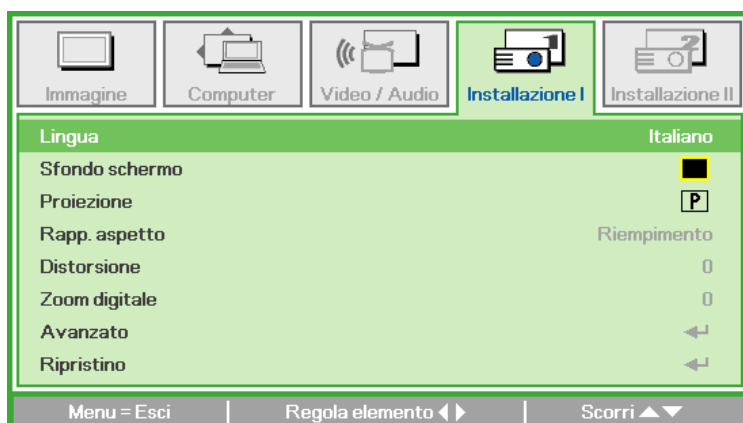 Immagine
Computer
Video / Audio
Installazione I
Installazione II
Lingua Italiano
Sfondo schermo
Proiezione P
Rapp. aspetto Riempimento
Distorsione 0
Zoom digitale 0
Avanzato
Ripristino
Menu = Esci Regola elemento Scorri